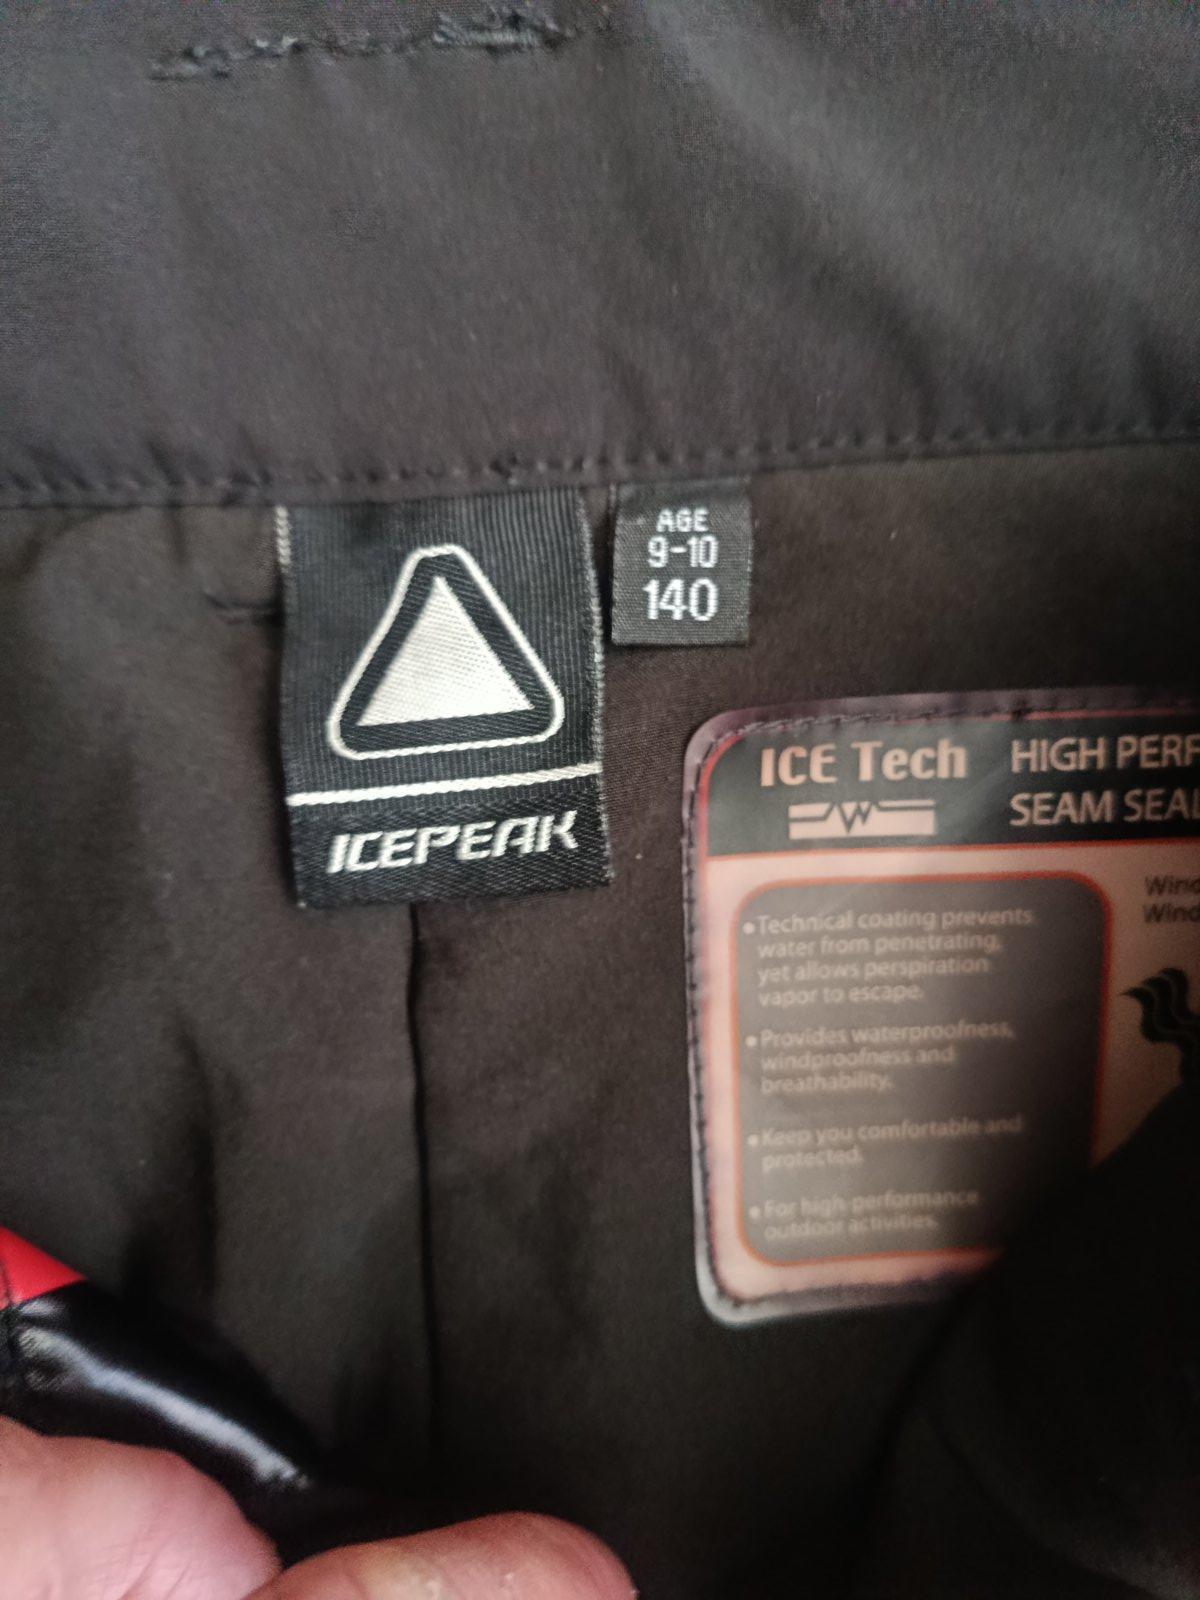 AGE
9-10
140
ICEPEAK
ICE Tech
HIGH PERF
SEAM SEAL
Wind
Wind
•Technical coating prevents
water from penetrating,
yet allows perspiration
vapor to escape.
•Provides waterproofness,
windproofness and
breathability.
•Keep you comfortable and
protected.
•For high-performance
outdoor activities.